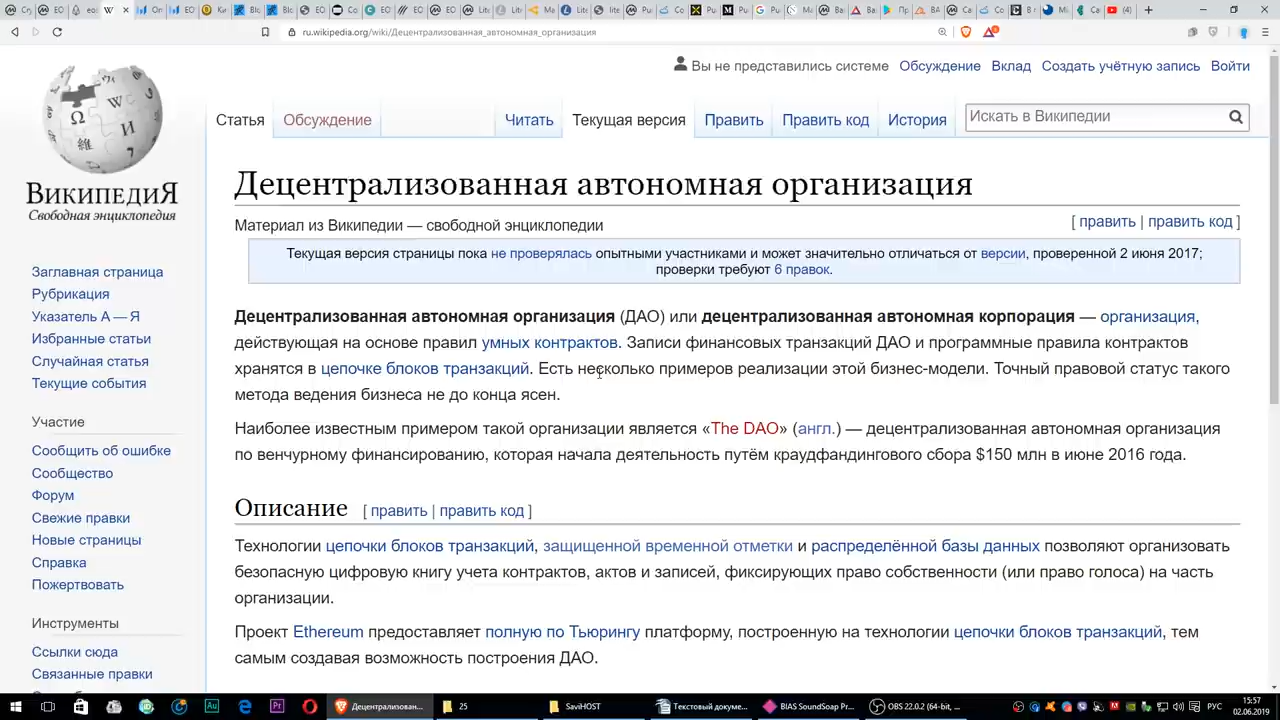 ru.wikipedia.org/wiki/Децентрализованная_автономная_организация
Вы не представились системе Обсуждение Вклад Создать учётную запись Войти
Статья Обсуждение Читать Текущая версия Править Править код История Искать в Википедии
ВикипедиЯ
Свободная энциклопедия
Децентрализованная автономная организация
Материал из Википедии — свободной энциклопедии
[ править | править код ]
Текущая версия страницы пока не проверялась опытными участниками и может значительно отличаться от версии, проверенной 2 июня 2017;
проверки требуют 6 правок.
Заглавная страница
Рубрикация
Указатель А — Я
Избранные статьи
Случайная статья
Текущие события
Участие
Сообщить об ошибке
Сообщество
Форум
Свежие правки
Новые страницы
Справка
Пожертвовать
Инструменты
Ссылки сюда
Связанные правки
Децентрализованная автономная организация (ДАО) или децентрализованная автономная корпорация — организация,
действующая на основе правил умных контрактов. Записи финансовых транзакций ДАО и программные правила контрактов
хранятся в цепочке блоков транзакций. Есть несколько примеров реализации этой бизнес-модели. Точный правовой статус такого
метода ведения бизнеса не до конца ясен.
Наиболее известным примером такой организации является «The DAO» (англ.) — децентрализованная автономная организация
по венчурному финансированию, которая начала деятельность путём краудфандингового сбора $150 млн в июне 2016 года.
Описание [ править | править код ]
Технологии цепочки блоков транзакций, защищенной временной отметки и распределённой базы данных позволяют организовать
безопасную цифровую книгу учета контрактов, актов и записей, фиксирующих право собственности (или право голоса) на часть
организации.
Проект Ethereum предоставляет полную по Тьюрингу платформу, построенную на технологии цепочки блоков транзакций, тем
самым создавая возможность построения ДАО.
Децентрализован... 25 SaviHOST Текстовый докуме... BIAS SoundSoap Pr... OBS 22.0.2 (64-bit, ... РУС
15:57
02.06.2019